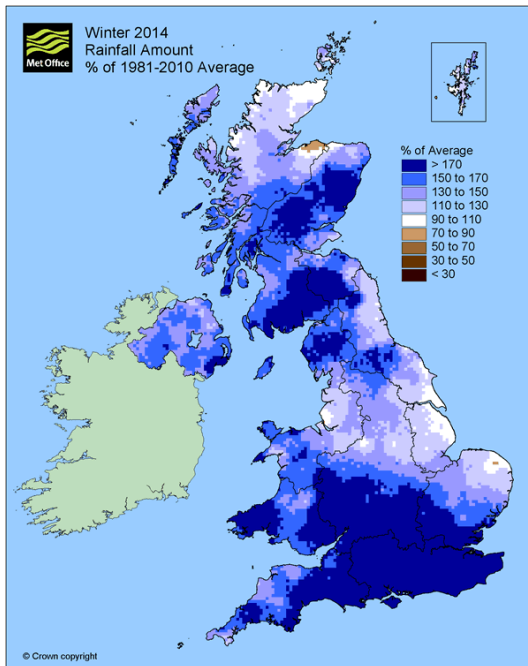 Met Office
Winter 2014
Rainfall Amount
% of 1981-2010 Average
% of Average
> 170
150 to 170
130 to 150
110 to 130
90 to 110
70 to 90
50 to 70
30 to 50
< 30
© Crown copyright